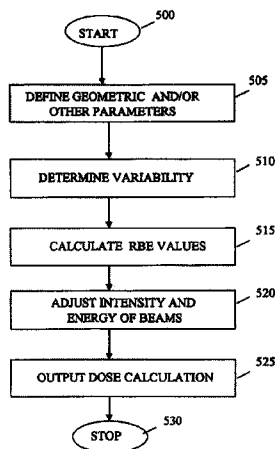 500
START
505
DEFINE GEOMETRIC AND/OR
OTHER PARAMETERS
510
DETERMINE VARIABILITY
515
CALCULATE RBE VALUES
520
ADJUST INTENSITY AND
ENERGY OF BEAMS
525
OUTPUT DOSE CALCULATION
530
STOP